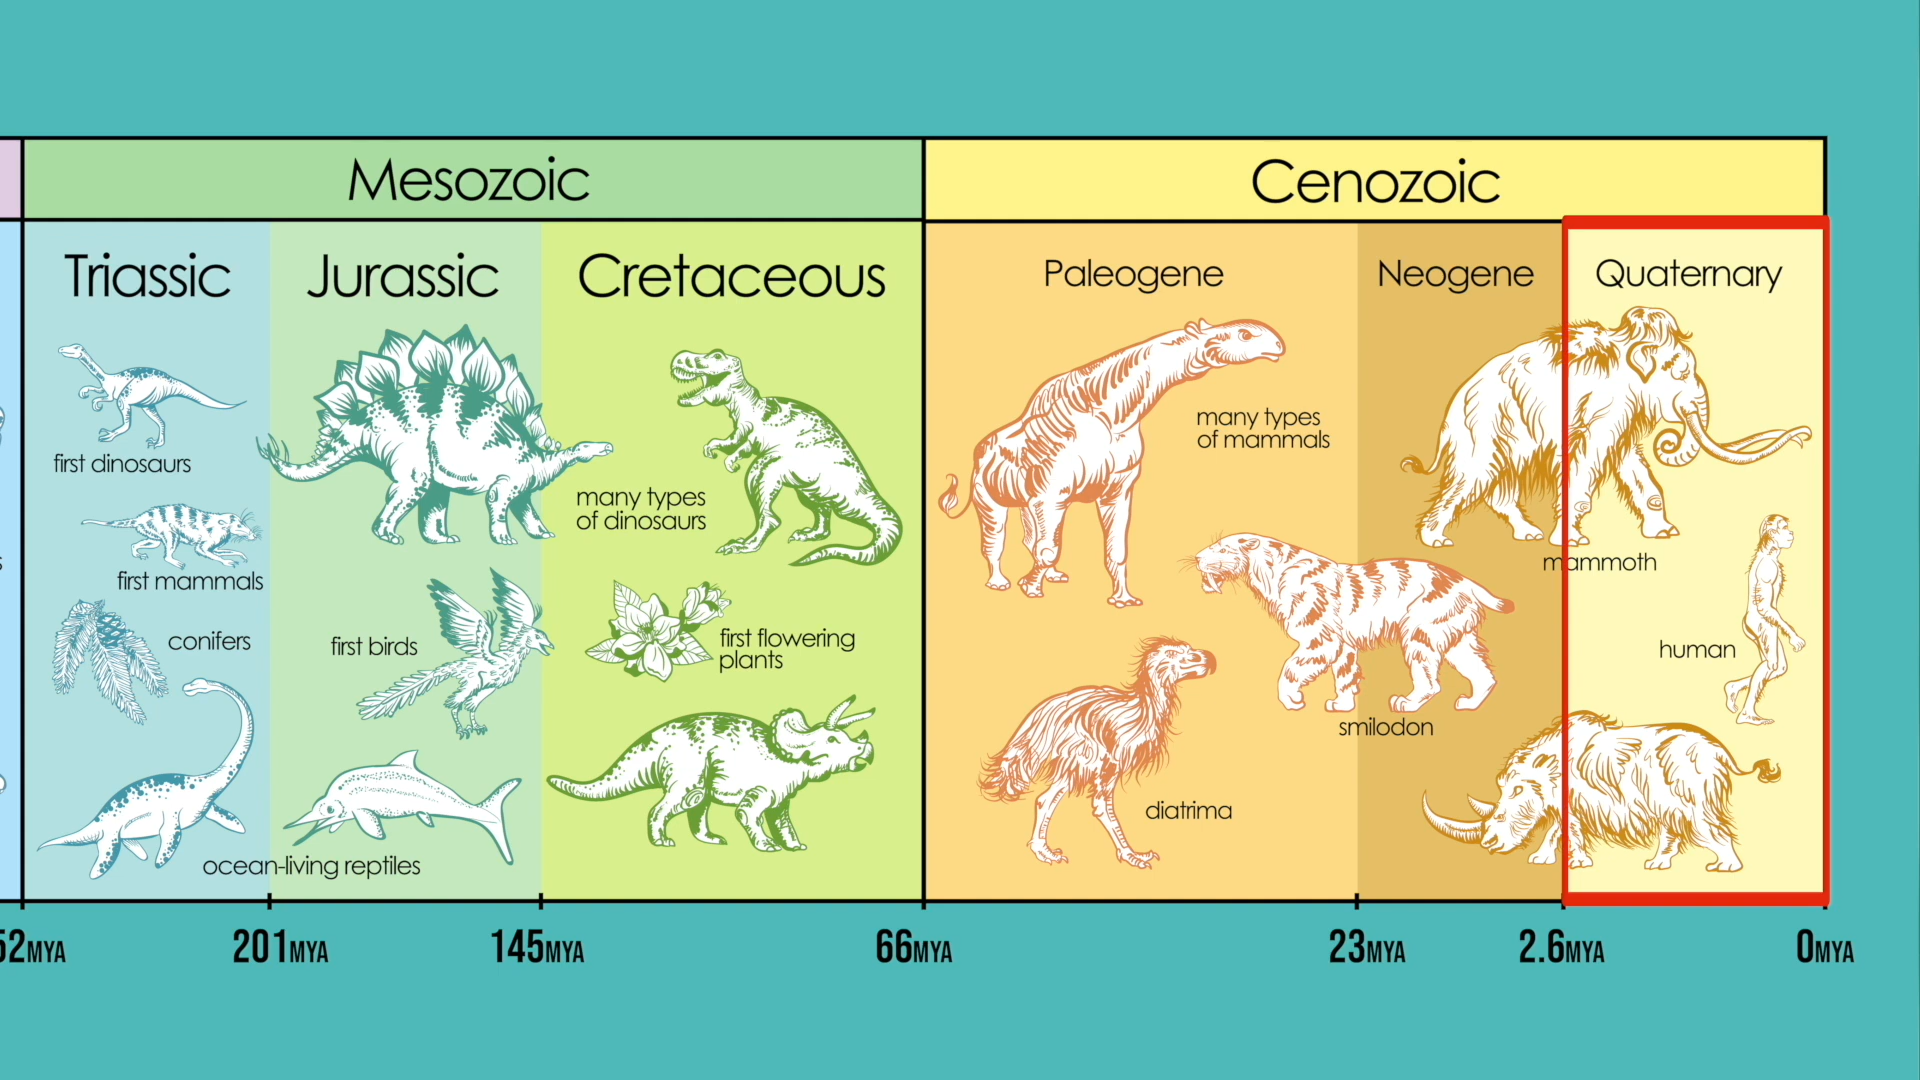 Mesozoic
Cenozoic
Triassic
Jurassic
Cretaceous
Paleogene
Neogene
Quaternary
first dinosaurs
first mammals
conifers
ocean-living reptiles
first birds
many types
of dinosaurs
first flowering
plants
many types
of mammals
diatrima
smilodon
mammoth
human
52MYA
201MYA
145MYA
66MYA
23MYA
2.6MYA
0MYA